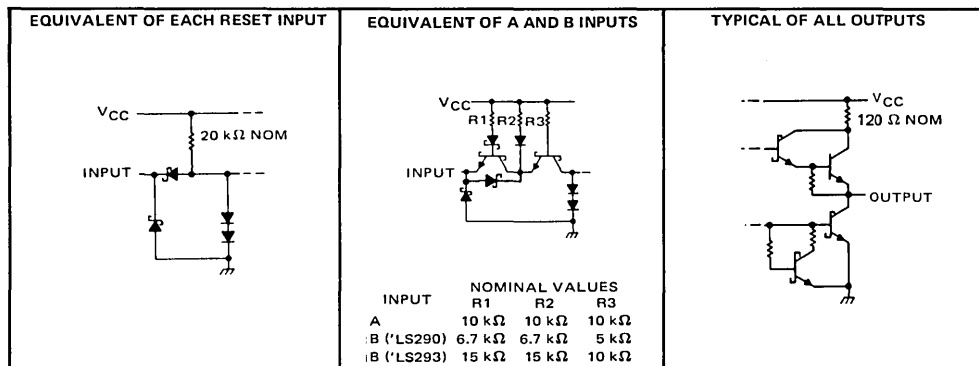 EQUIVALENT OF EACH RESET INPUT
VCC
20 kΩ NOM
INPUT
EQUIVALENT OF A AND B INPUTS
VCC
R1 R2 R3
INPUT
NOMINAL VALUES
INPUT R1 R2 R3
A 10 kΩ 10 kΩ 10 kΩ
B ('LS290) 6.7 kΩ 6.7 kΩ 5 kΩ
B ('LS293) 15 kΩ 15 kΩ 10 kΩ
TYPICAL OF ALL OUTPUTS
VCC
120 Ω NOM
OUTPUT